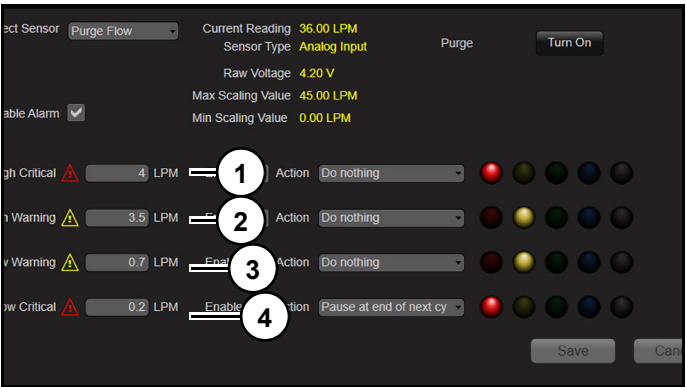 ect Sensor Purge Flow Current Reading 36.00 LPM
Sensor Type Analog Input Purge Turn On
Raw Voltage 4.20 V
Max Scaling Value 45.00 LPM
able Alarm Min Scaling Value 0.00 LPM
gh Critical 4 LPM 1 Action Do nothing
h Warning 3.5 LPM 2 Action Do nothing
w Warning 0.7 LPM Enab 3 Action Do nothing
ow Critical 0.2 LPM Enable 4 tion Pause at end of next cy
Save Can